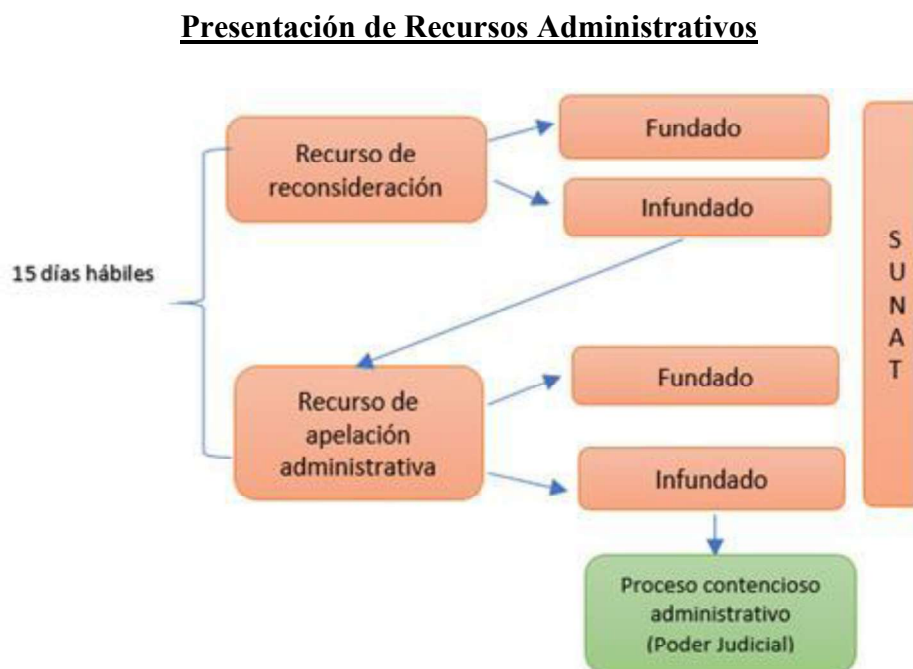 Presentación de Recursos Administrativos
Recurso de
reconsideración
Fundado
Infundado
15 días hábiles
Recurso de
apelación
administrativa
Fundado
Infundado
S
U
N
A
T
Proceso contencioso
administrativo
(Poder Judicial)